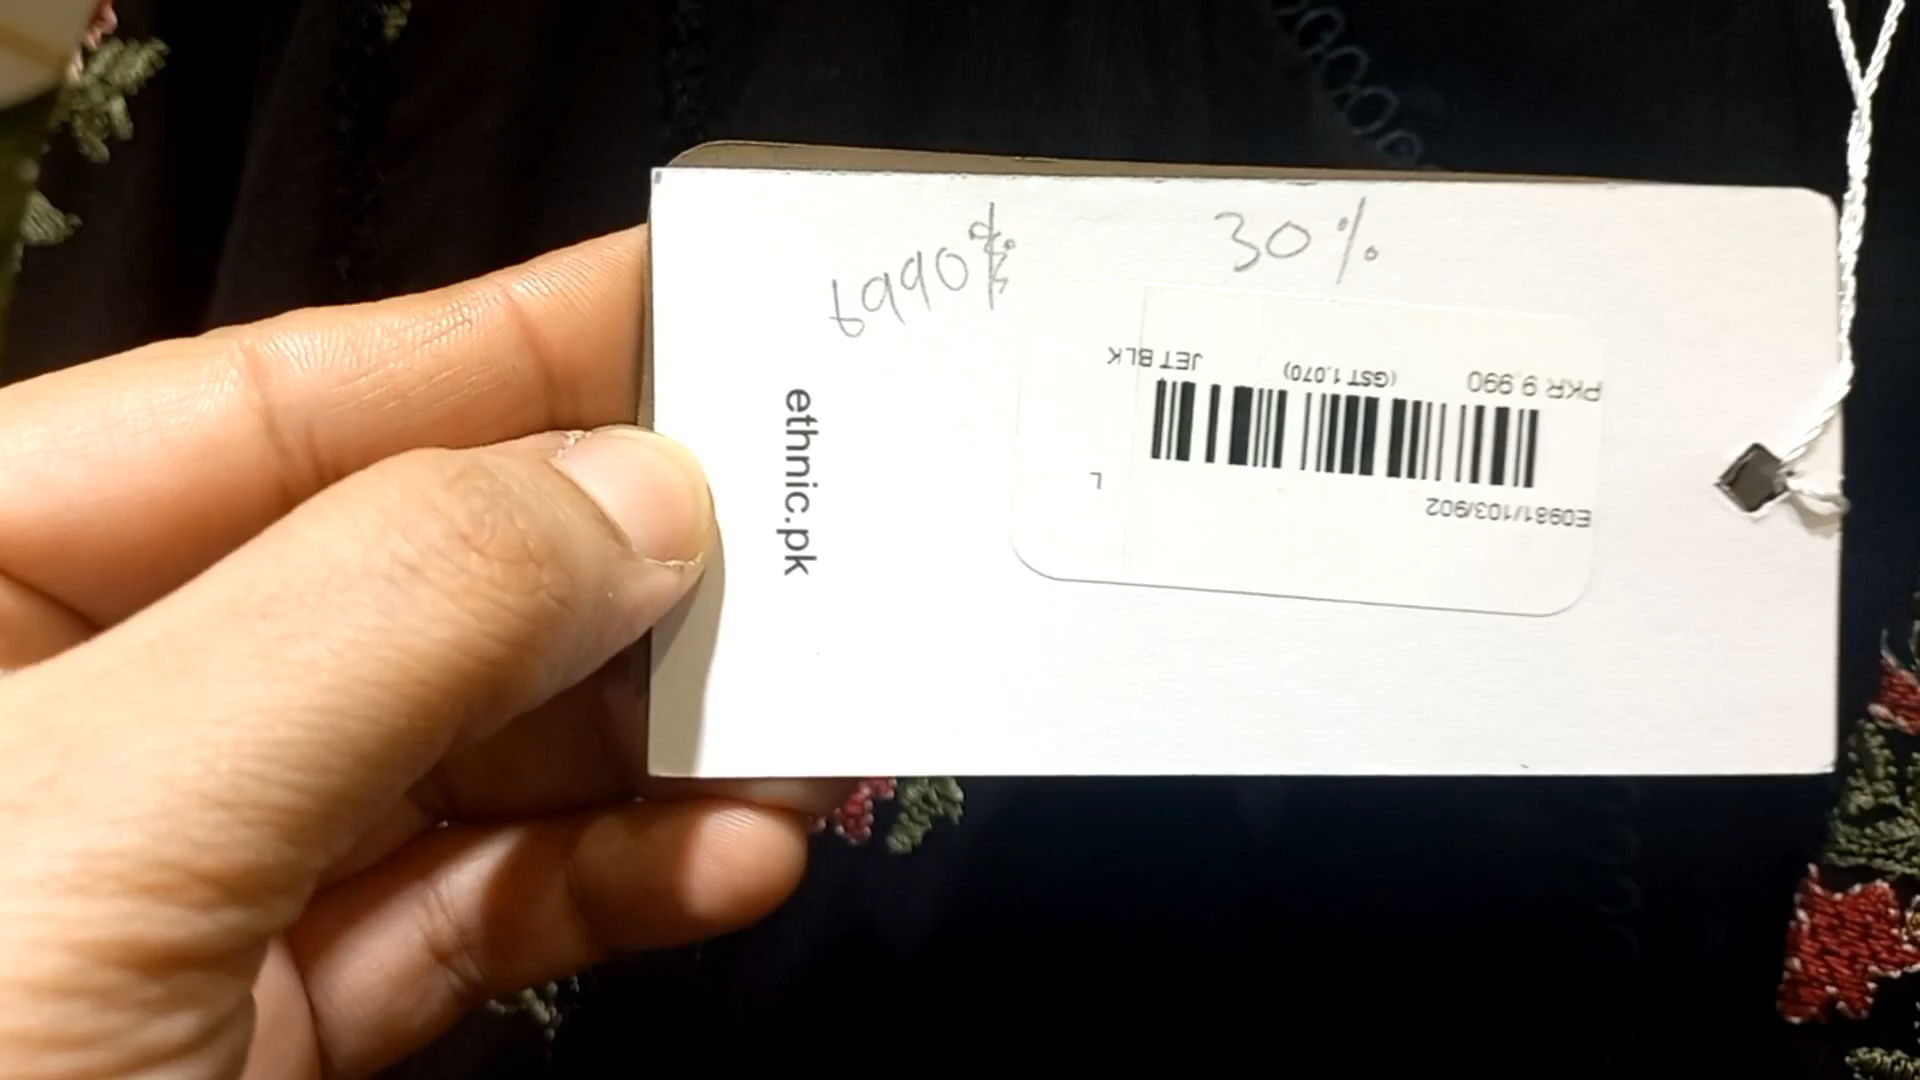 30%
6990
ethnic.pk
E0981/103/902
PKR 9,990 (GST 1,070) JET BLK
L